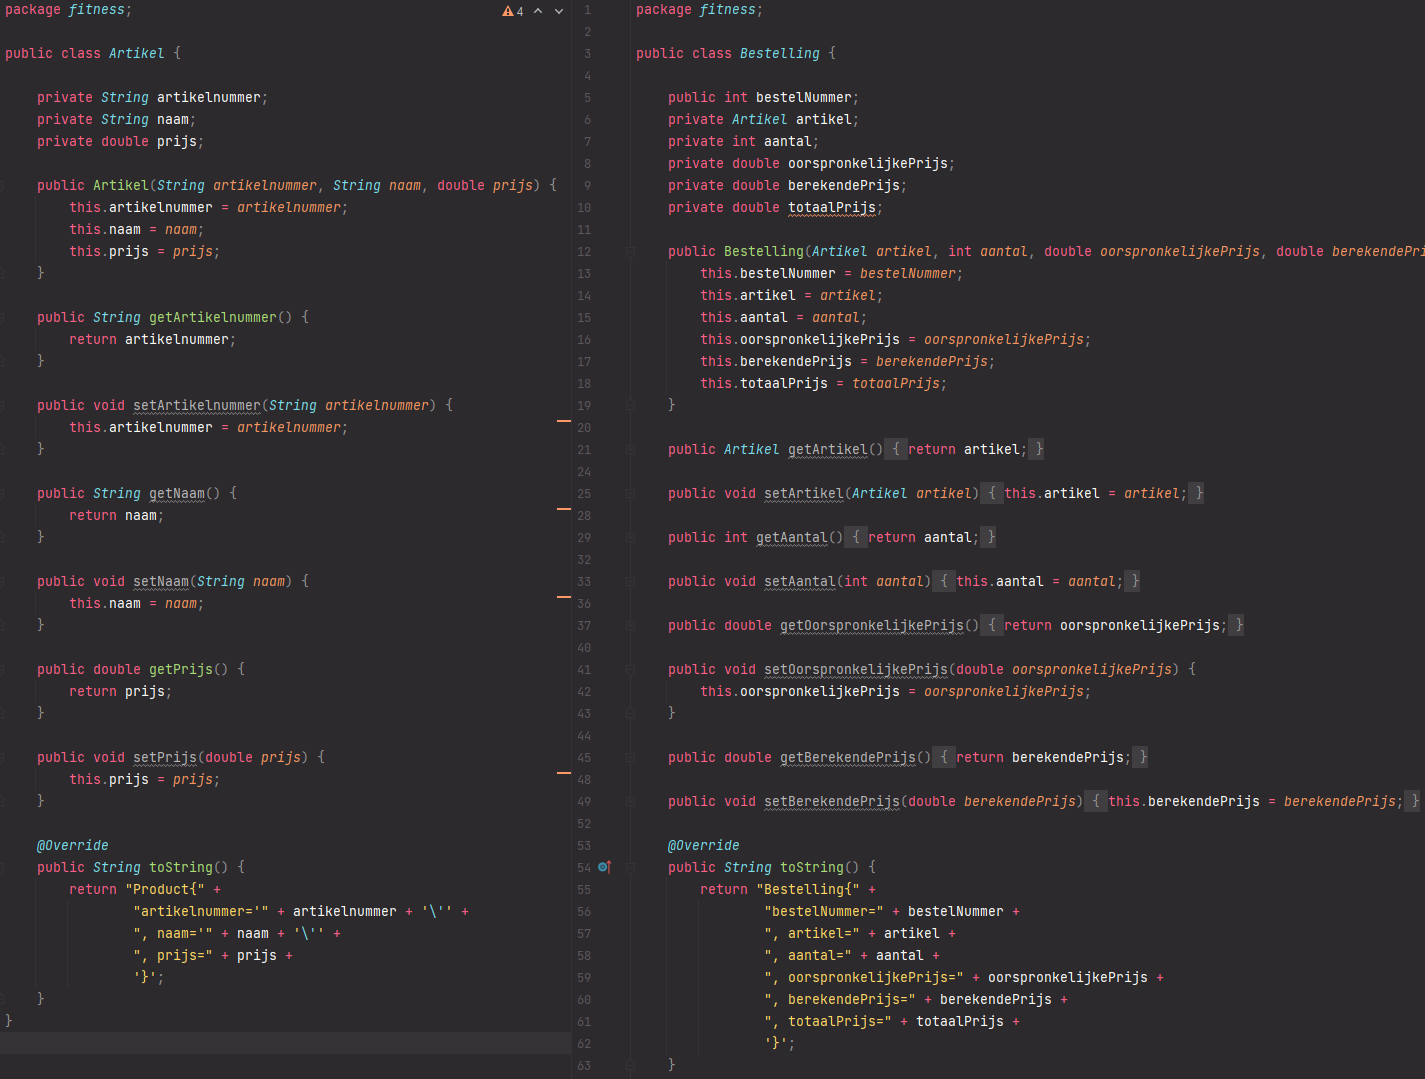 package fitness;
4
public class Artikel {
private String artikelnummer;
private String naam;
private double prijs;
public Artikel(String artikelnummer, String naam, double prijs) {
this.artikelnummer = artikelnummer;
this.naam = naam;
this.prijs = prijs;
}
public String getArtikelnummer() {
return artikelnummer;
}
public void setArtikelnummer(String artikelnummer) {
this.artikelnummer = artikelnummer;
}
public String getNaam() {
return naam;
}
public void setNaam(String naam) {
this.naam = naam;
}
public double getPrijs() {
return prijs;
}
public void setPrijs(double prijs) {
this.prijs = prijs;
}
@Override
public String toString() {
return "Product{" +
"artikelnummer='" + artikelnummer + '\'' +
", naam='" + naam + '\'' +
", prijs=" + prijs +
'}';
}
}
1 package fitness;
2
3 public class Bestelling {
4
5 public int bestelNummer;
6 private Artikel artikel;
7 private int aantal;
8 private double oorspronkelijkePrijs;
9 private double berekendePrijs;
10 private double totaalPrijs;
11
12 public Bestelling(Artikel artikel, int aantal, double oorspronkelijkePrijs, double berekendePri
13 this.bestelNummer = bestelNummer;
14 this.artikel = artikel;
15 this.aantal = aantal;
16 this.oorspronkelijkePrijs = oorspronkelijkePrijs;
17 this.berekendePrijs = berekendePrijs;
18 this.totaalPrijs = totaalPrijs;
19 }
20
21 public Artikel getArtikel() { return artikel; }
24
25 public void setArtikel(Artikel artikel) { this.artikel = artikel; }
28
29 public int getAantal() { return aantal; }
32
33 public void setAantal(int aantal) { this.aantal = aantal; }
36
37 public double getOorspronkelijkePrijs() { return oorspronkelijkePrijs; }
40
41 public void setOorspronkelijkePrijs(double oorspronkelijkePrijs) {
42 this.oorspronkelijkePrijs = oorspronkelijkePrijs;
43 }
44
45 public double getBerekendePrijs() { return berekendePrijs; }
48
49 public void setBerekendePrijs(double berekendePrijs) { this.berekendePrijs = berekendePrijs; }
52
53 @Override
54 public String toString() {
55 return "Bestelling{" +
56 "bestelNummer=" + bestelNummer +
57 ", artikel=" + artikel +
58 ", aantal=" + aantal +
59 ", oorspronkelijkePrijs=" + oorspronkelijkePrijs +
60 ", berekendePrijs=" + berekendePrijs +
61 ", totaalPrijs=" + totaalPrijs +
62 '}';
63 }